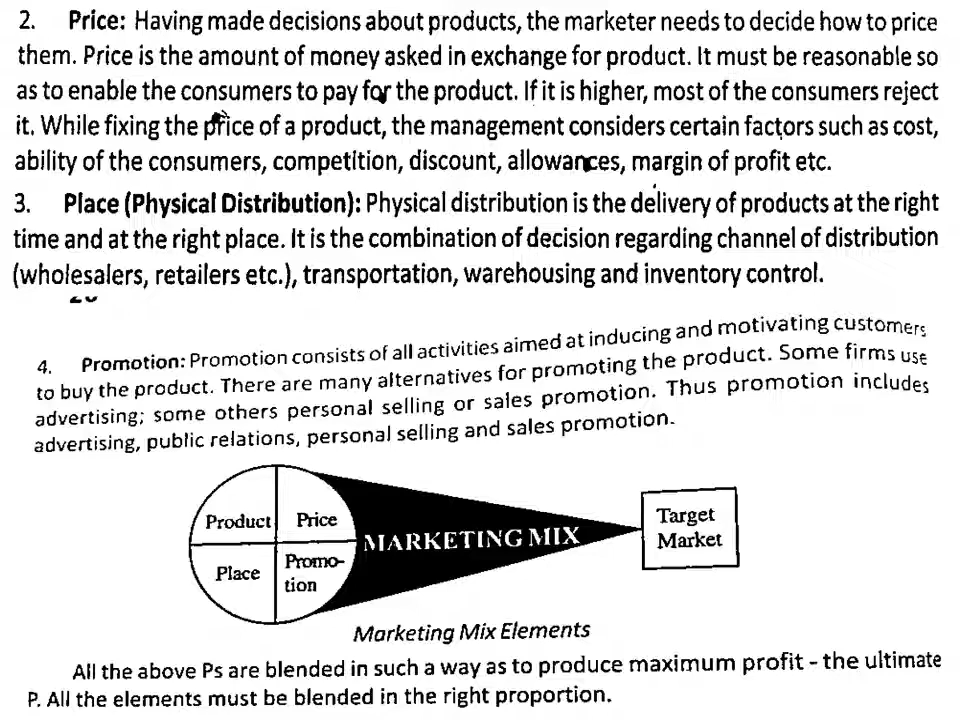 2. Price: Having made decisions about products, the marketer needs to decide how to price
them. Price is the amount of money asked in exchange for product. It must be reasonable so
as to enable the consumers to pay for the product. If it is higher, most of the consumers reject
it. While fixing the price of a product, the management considers certain factors such as cost,
ability of the consumers, competition, discount, allowances, margin of profit etc.
3. Place (Physical Distribution): Physical distribution is the delivery of products at the right
time and at the right place. It is the combination of decision regarding channel of distribution
(wholesalers, retailers etc.), transportation, warehousing and inventory control.
4. Promotion: Promotion consists of all activities aimed at inducing and motivating customers
to buy the product. There are many alternatives for promoting the product. Some firms use
advertising; some others personal selling or sales promotion. Thus promotion includes
advertising, public relations, personal selling and sales promotion.
Product Price
Place Promo-
tion
MARKETING MIX
Target
Market
Marketing Mix Elements
All the above Ps are blended in such a way as to produce maximum profit - the ultimate
P. All the elements must be blended in the right proportion.